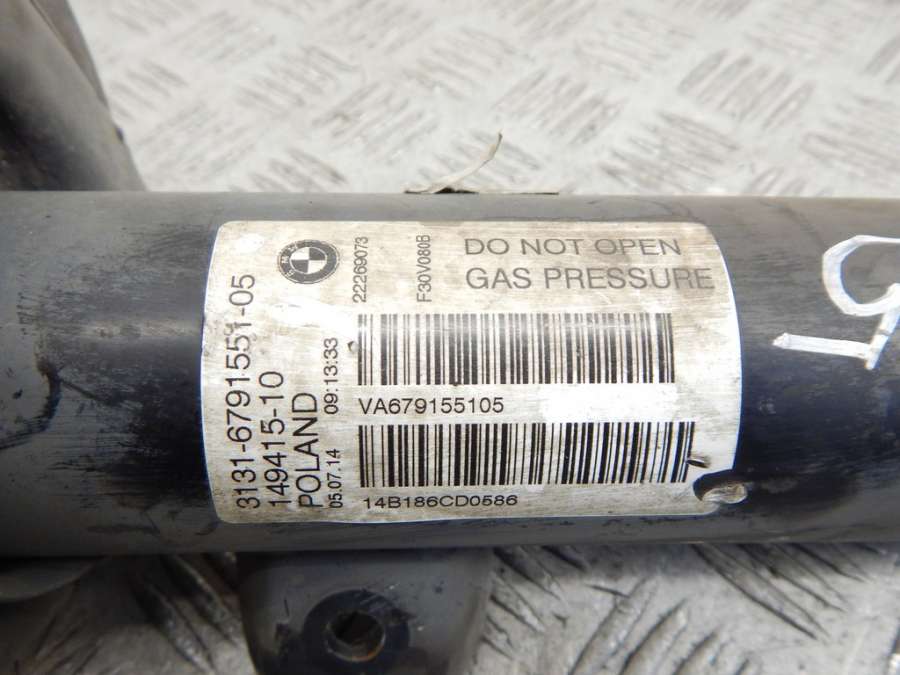 BMW
3131-6791551-05
149415-10
POLAND
05.07.14 09:13:33
22269073
F30V080B
DO NOT OPEN
GAS PRESSURE
VA679155105
14B186CD0586